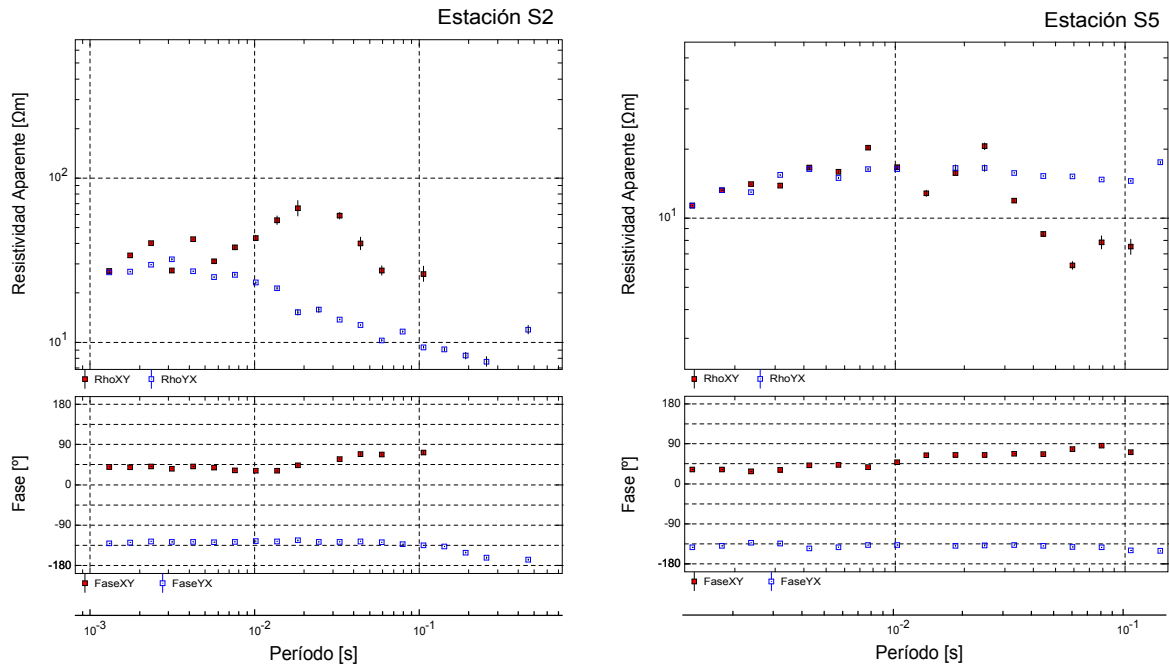 Estación S2
Resistividad Aparente [Ωm]
10²
10¹
RhoXY RhoYX
Fase [º]
180
90
0
-90
-180
FaseXY FaseYX
10⁻³ 10⁻² 10⁻¹
Período [s]
Estación S5
Resistividad Aparente [Ωm]
10¹
RhoXY RhoYX
Fase [º]
180
90
0
-90
-180
FaseXY FaseYX
10⁻² 10⁻¹
Período [s]